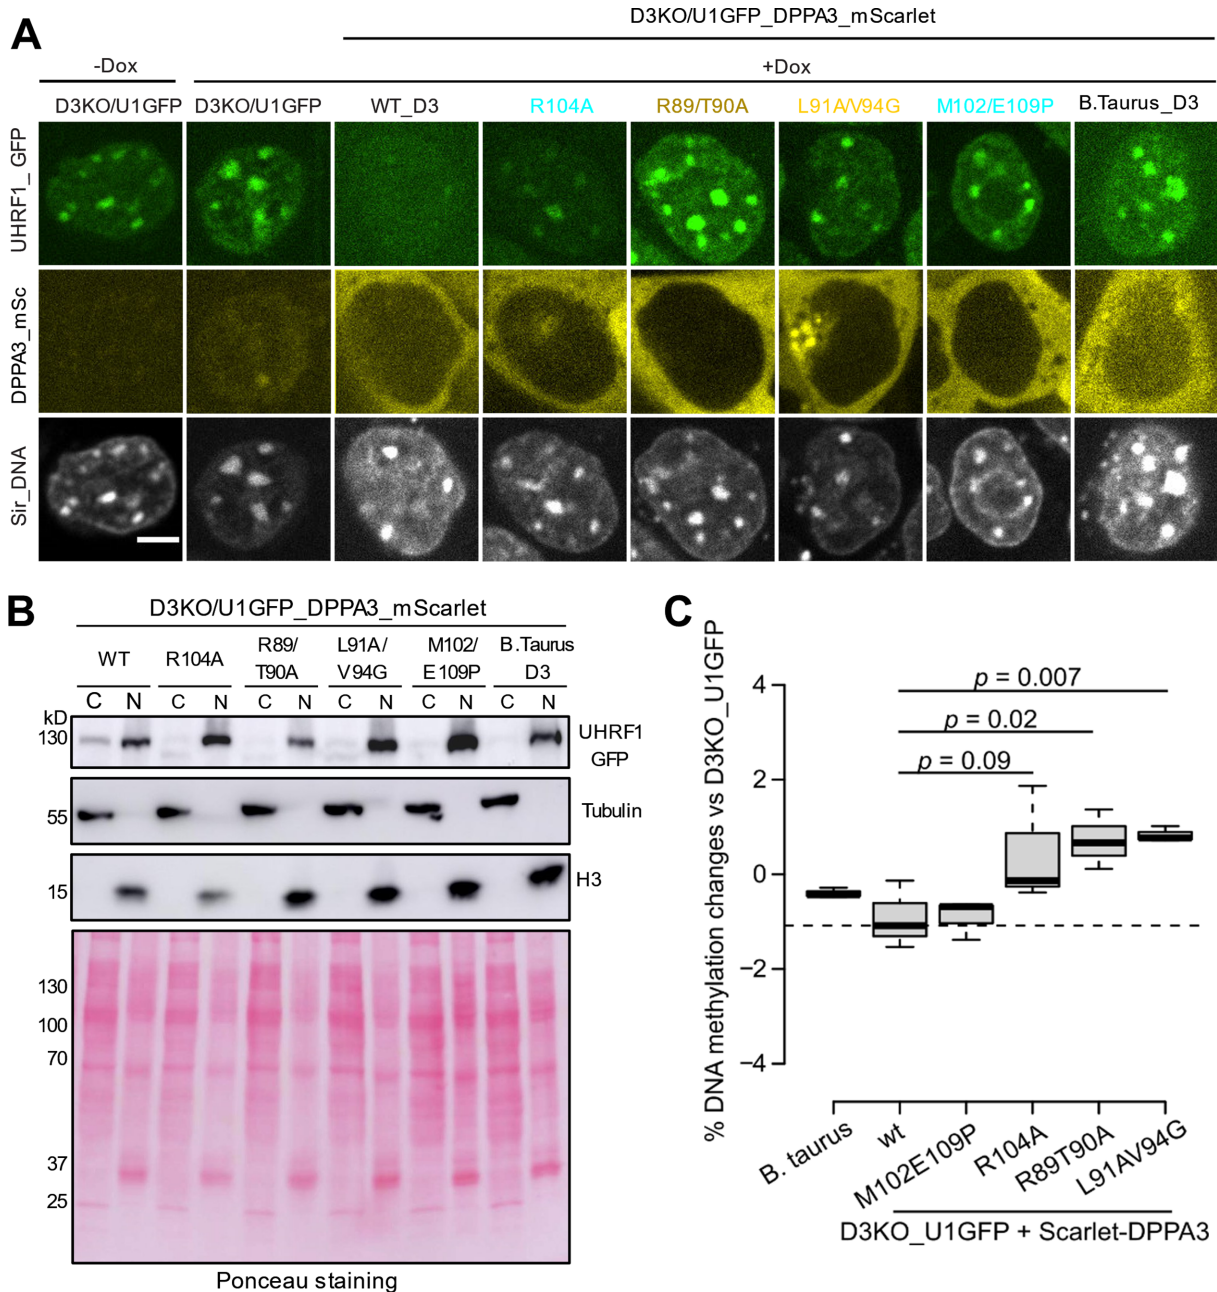 A
D3KO/U1GFP_DPPA3_mScarlet
-Dox
+Dox
D3KO/U1GFP
D3KO/U1GFP
WT_D3
R104A
R89/T90A
L91A/V94G
M102/E109P
B.Taurus_D3
UHRF1_GFP
DPPA3_mSc
Sir_DNA
B
D3KO/U1GFP_DPPA3_mScarlet
WT
R104A
R89/
T90A
L91A/
V94G
M102/
E109P
B.Taurus
D3
C N C N C N C N C N C N
kD
130
UHRF1
GFP
55
Tubulin
15
H3
130
100
70
37
25
Ponceau staining
C
% DNA methylation changes vs D3KO_U1GFP
4
2
0
−2
−4
p = 0.007
p = 0.02
p = 0.09
B. taurus
wt
M102E109P
R104A
R89T90A
L91AV94G
D3KO_U1GFP + Scarlet-DPPA3